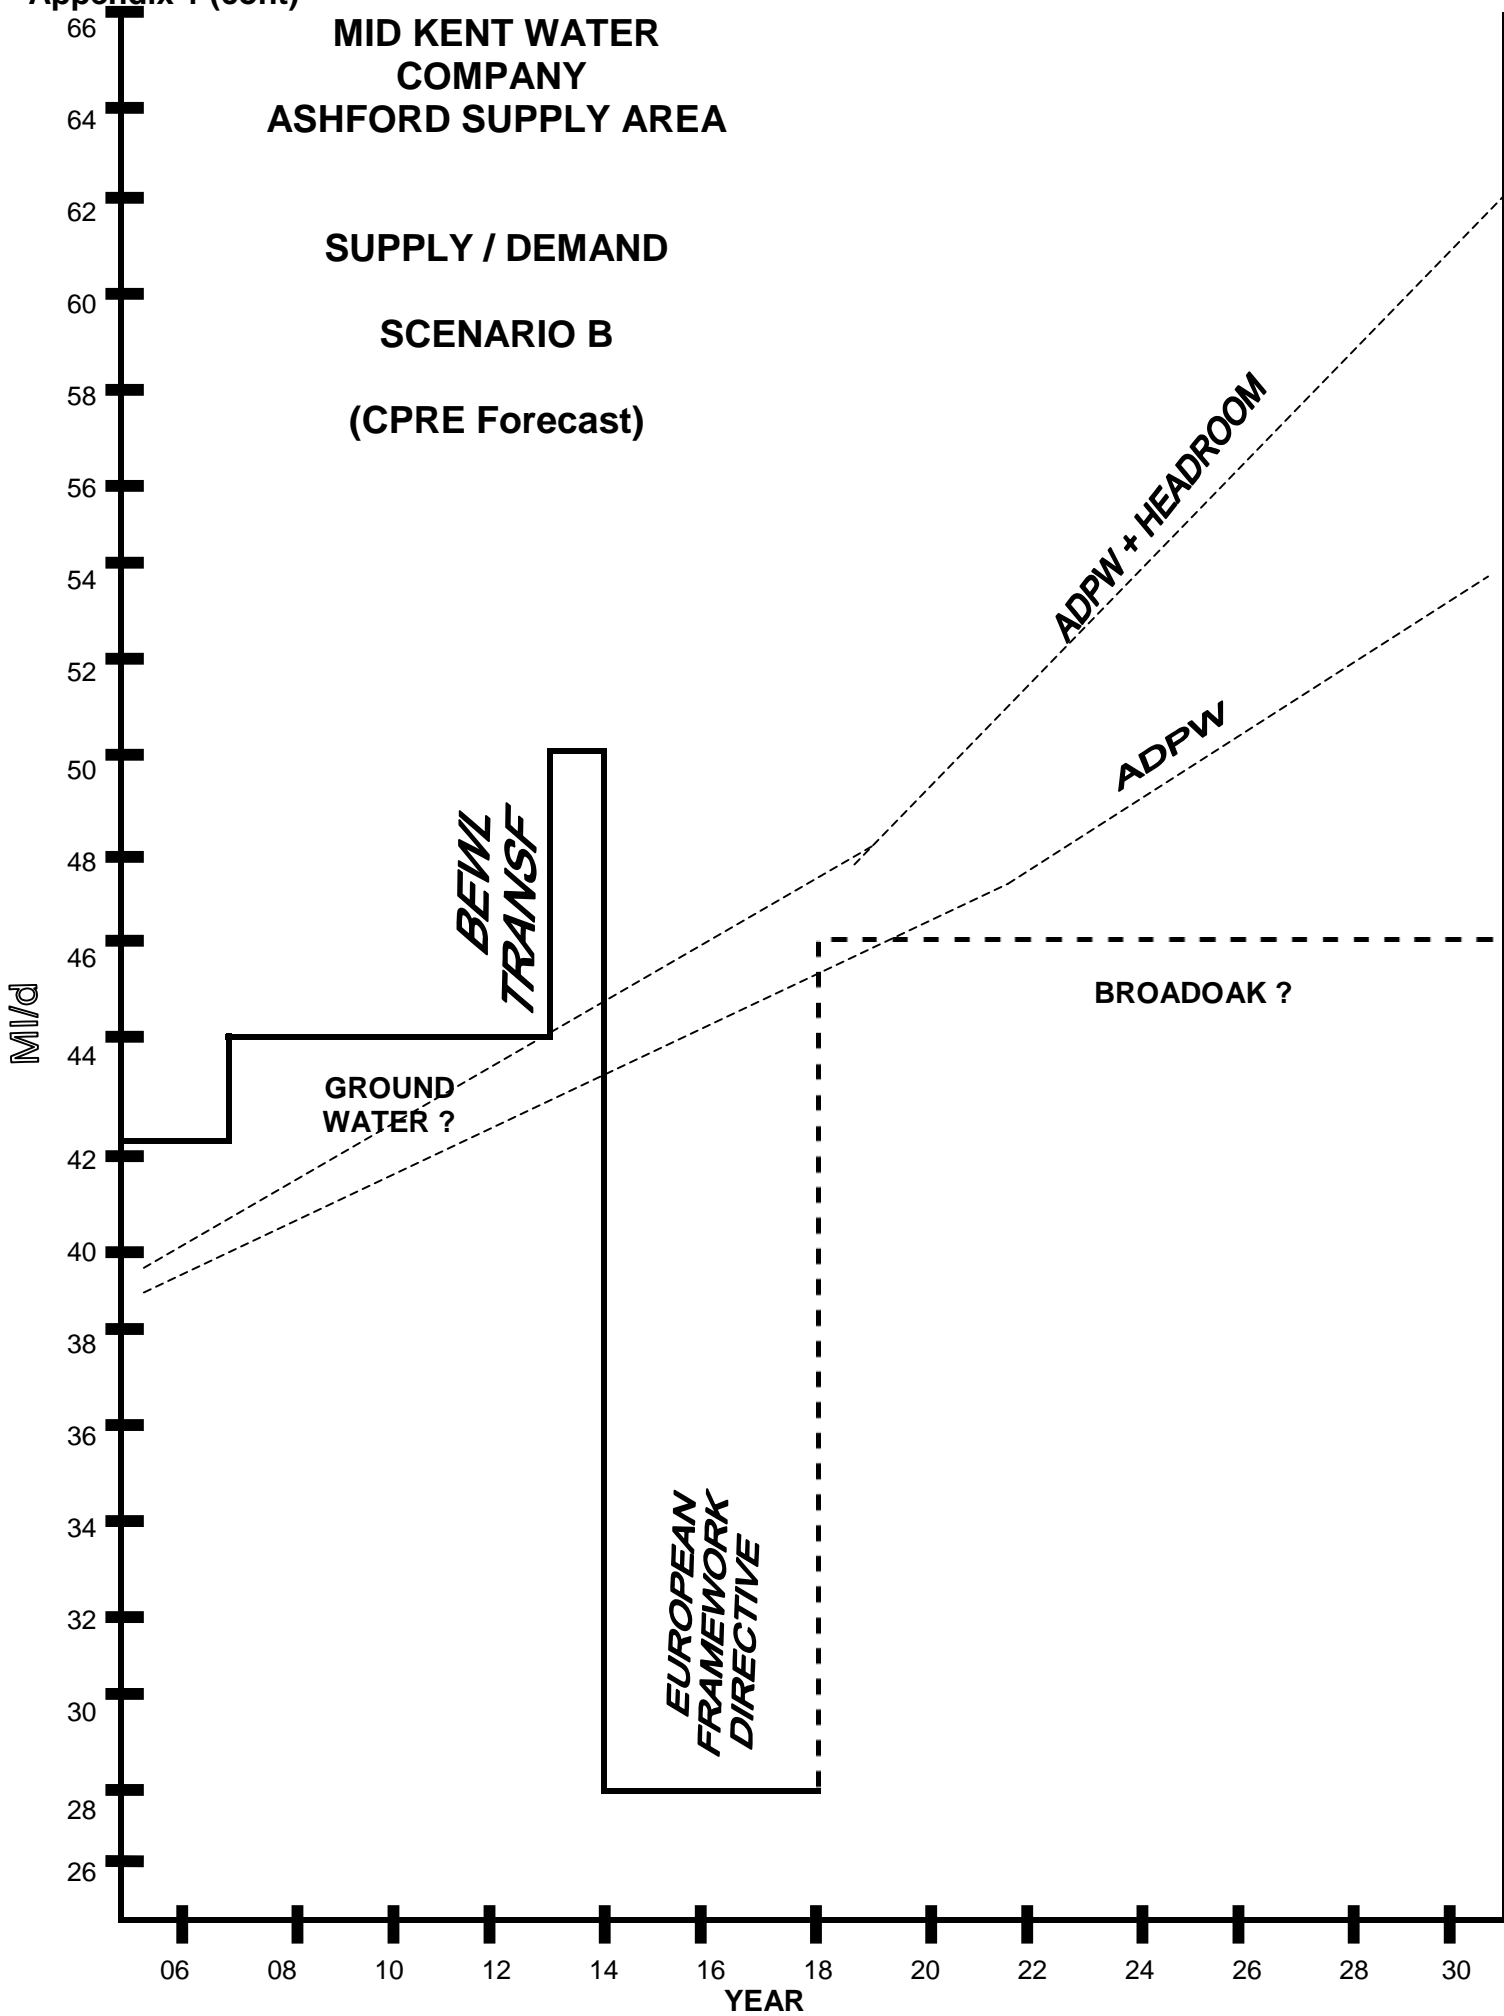 Appendix 1 (cont)
MID KENT WATER
COMPANY
ASHFORD SUPPLY AREA
SUPPLY / DEMAND
SCENARIO B
(CPRE Forecast)
66
64
62
60
58
56
54
52
50
48
46
44
42
40
38
36
34
32
30
28
26
Ml/d
ADPW + HEADROOM
ADPW
BEWL
TRANSF
BROADOAK ?
GROUND
WATER ?
EUROPEAN
FRAMEWORK
DIRECTIVE
06 08 10 12 14 16 18 20 22 24 26 28 30
YEAR